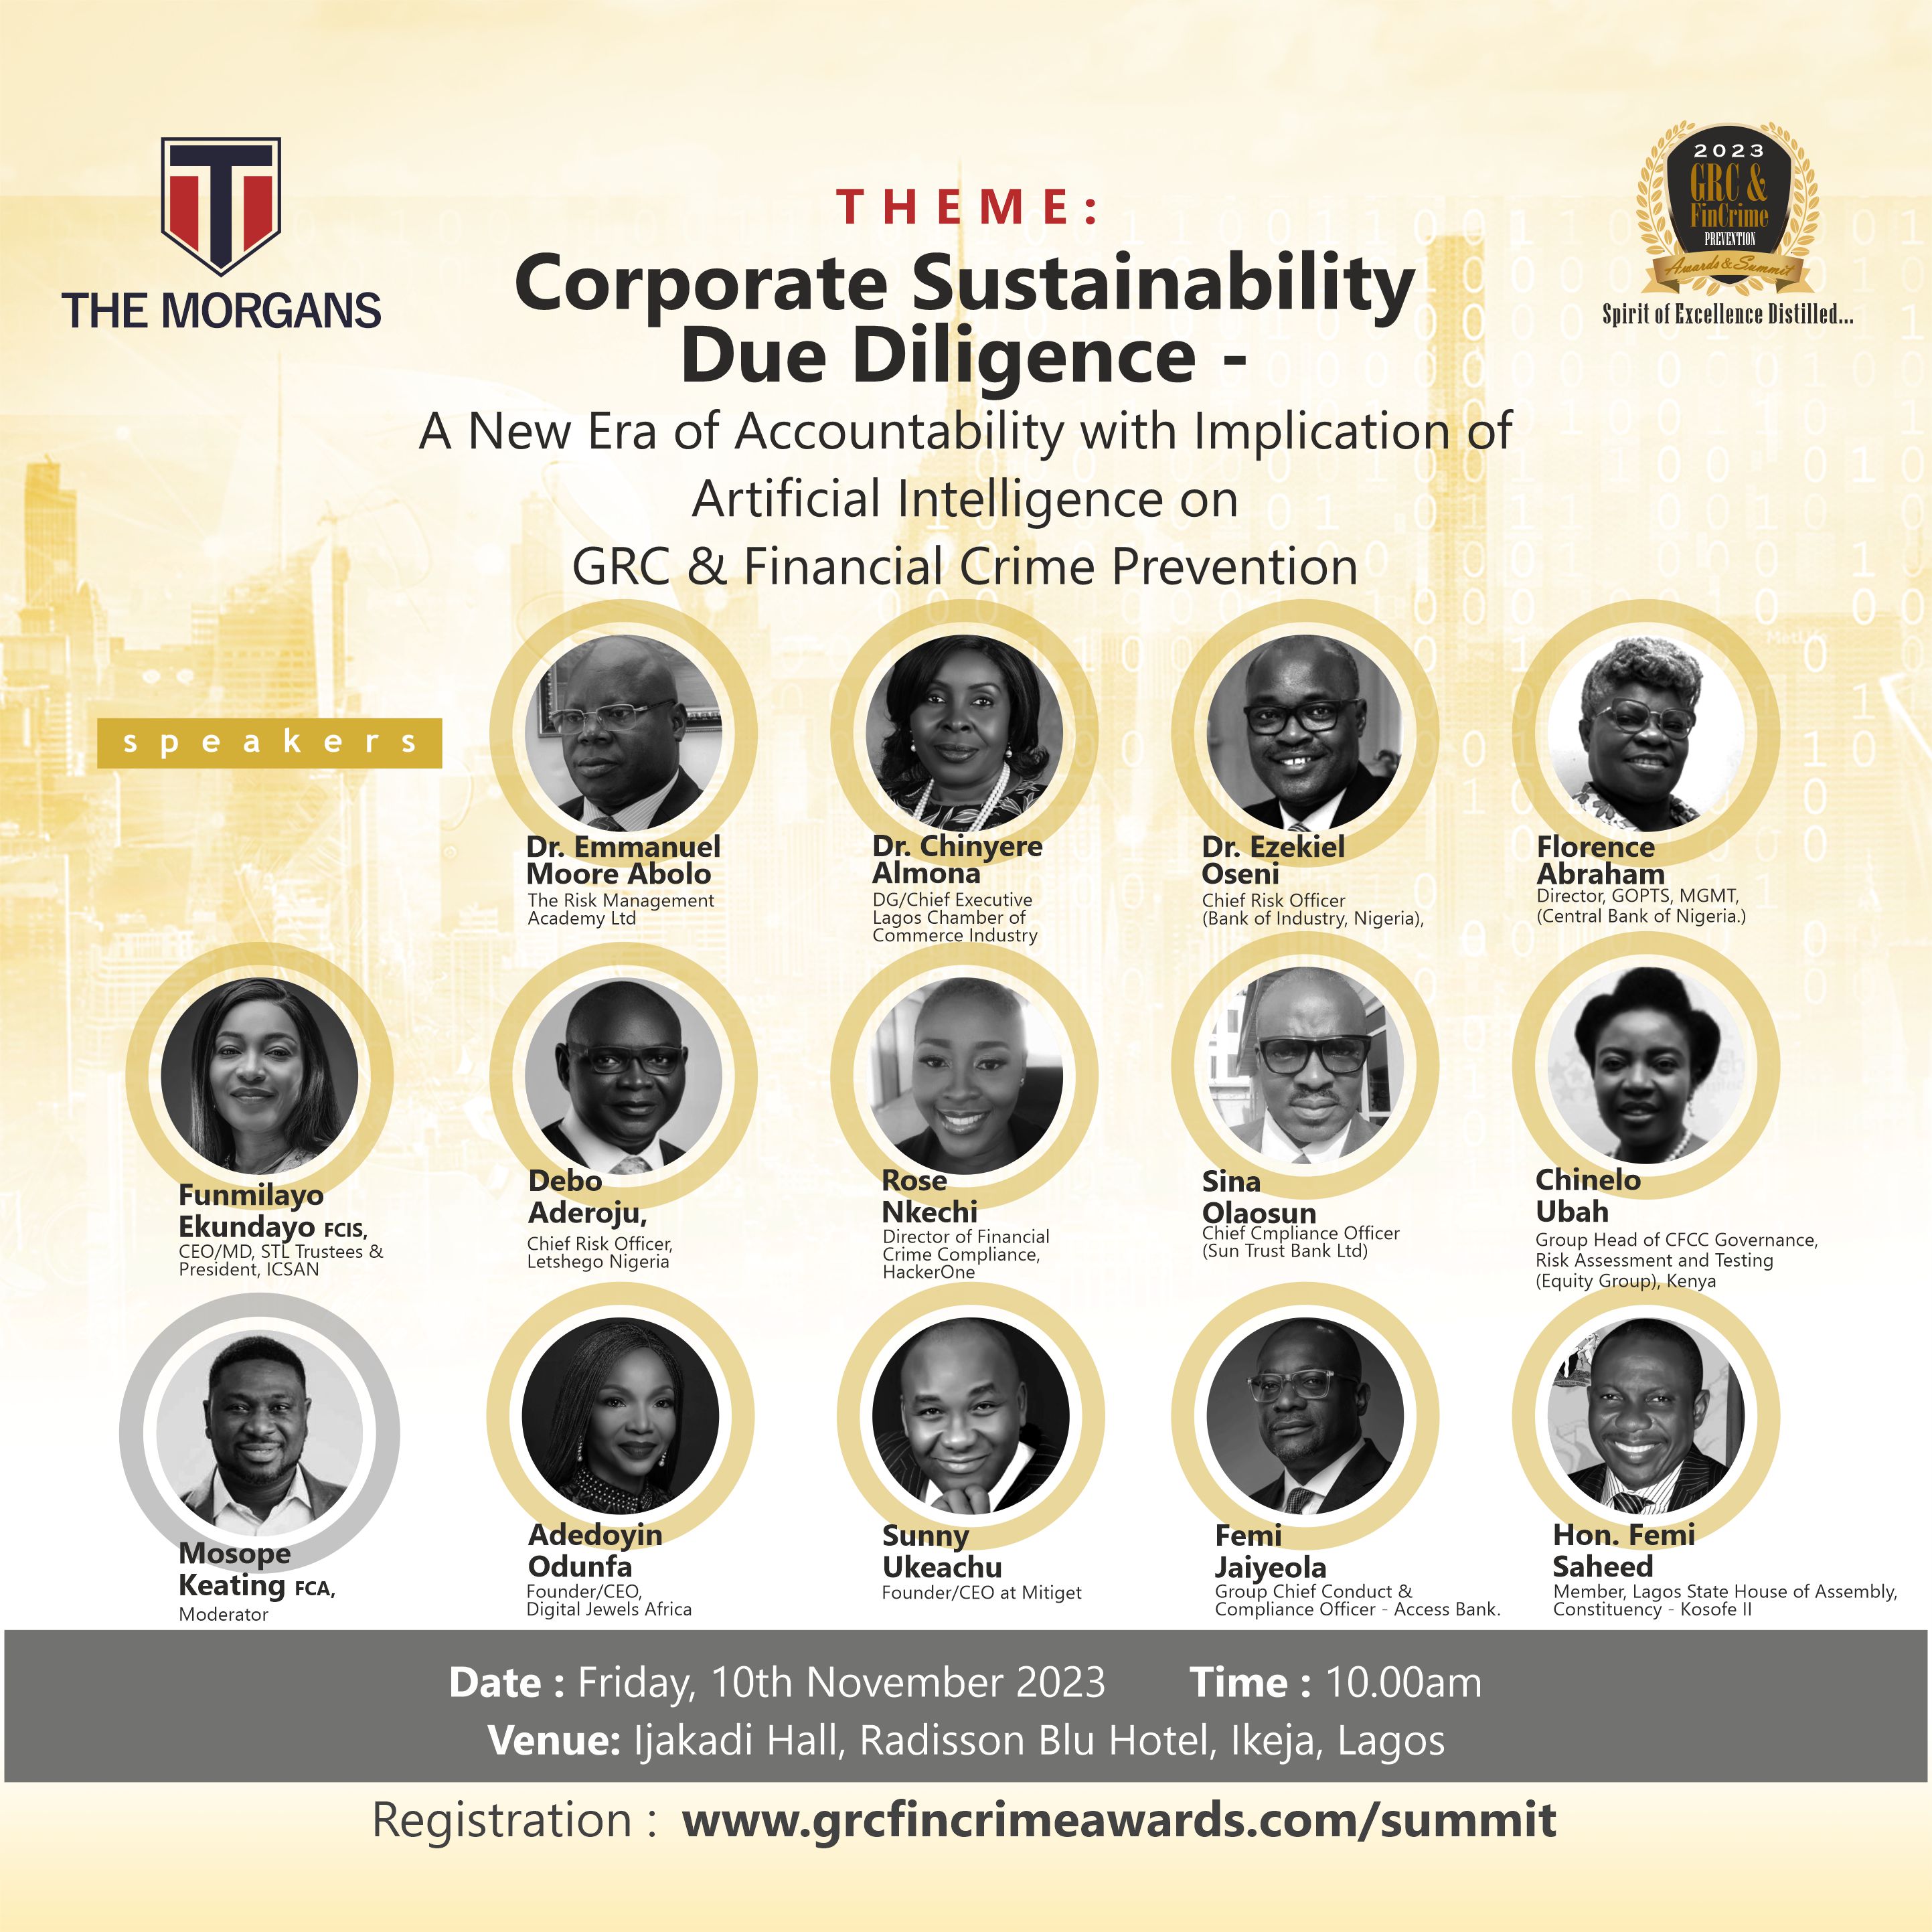 THE MORGANS
2023
GRC &
FinCrime
PREVENTION
Awards & Summit
Spirit of Excellence Distilled...
THEME:
Corporate Sustainability
Due Diligence -
A New Era of Accountability with Implication of
Artificial Intelligence on
GRC & Financial Crime Prevention
speakers
Dr. Emmanuel
Moore Abolo
The Risk Management
Academy Ltd
Dr. Chinyere
Almona
DG/Chief Executive
Lagos Chamber of
Commerce Industry
Dr. Ezekiel
Oseni
Chief Risk Officer
(Bank of Industry, Nigeria),
Florence
Abraham
Director, GOPTS, MGMT,
(Central Bank of Nigeria.)
Funmilayo
Ekundayo FCIS,
CEO/MD, STL Trustees &
President, ICSAN
Debo
Aderoju,
Chief Risk Officer,
Letshego Nigeria
Rose
Nkechi
Director of Financial
Crime Compliance,
HackerOne
Sina
Olaosun
Chief Cmpliance Officer
(Sun Trust Bank Ltd)
Chinelo
Ubah
Group Head of CFCC Governance,
Risk Assessment and Testing
(Equity Group), Kenya
Mosope
Keating FCA,
Moderator
Adedoyin
Odunfa
Founder/CEO,
Digital Jewels Africa
Sunny
Ukeachu
Founder/CEO at Mitiget
Femi
Jaiyeola
Group Chief Conduct &
Compliance Officer - Access Bank.
Hon. Femi
Saheed
Member, Lagos State House of Assembly,
Constituency - Kosofe II
Date : Friday, 10th November 2023 Time : 10.00am
Venue: Ijakadi Hall, Radisson Blu Hotel, Ikeja, Lagos
Registration : www.grcfincrimeawards.com/summit